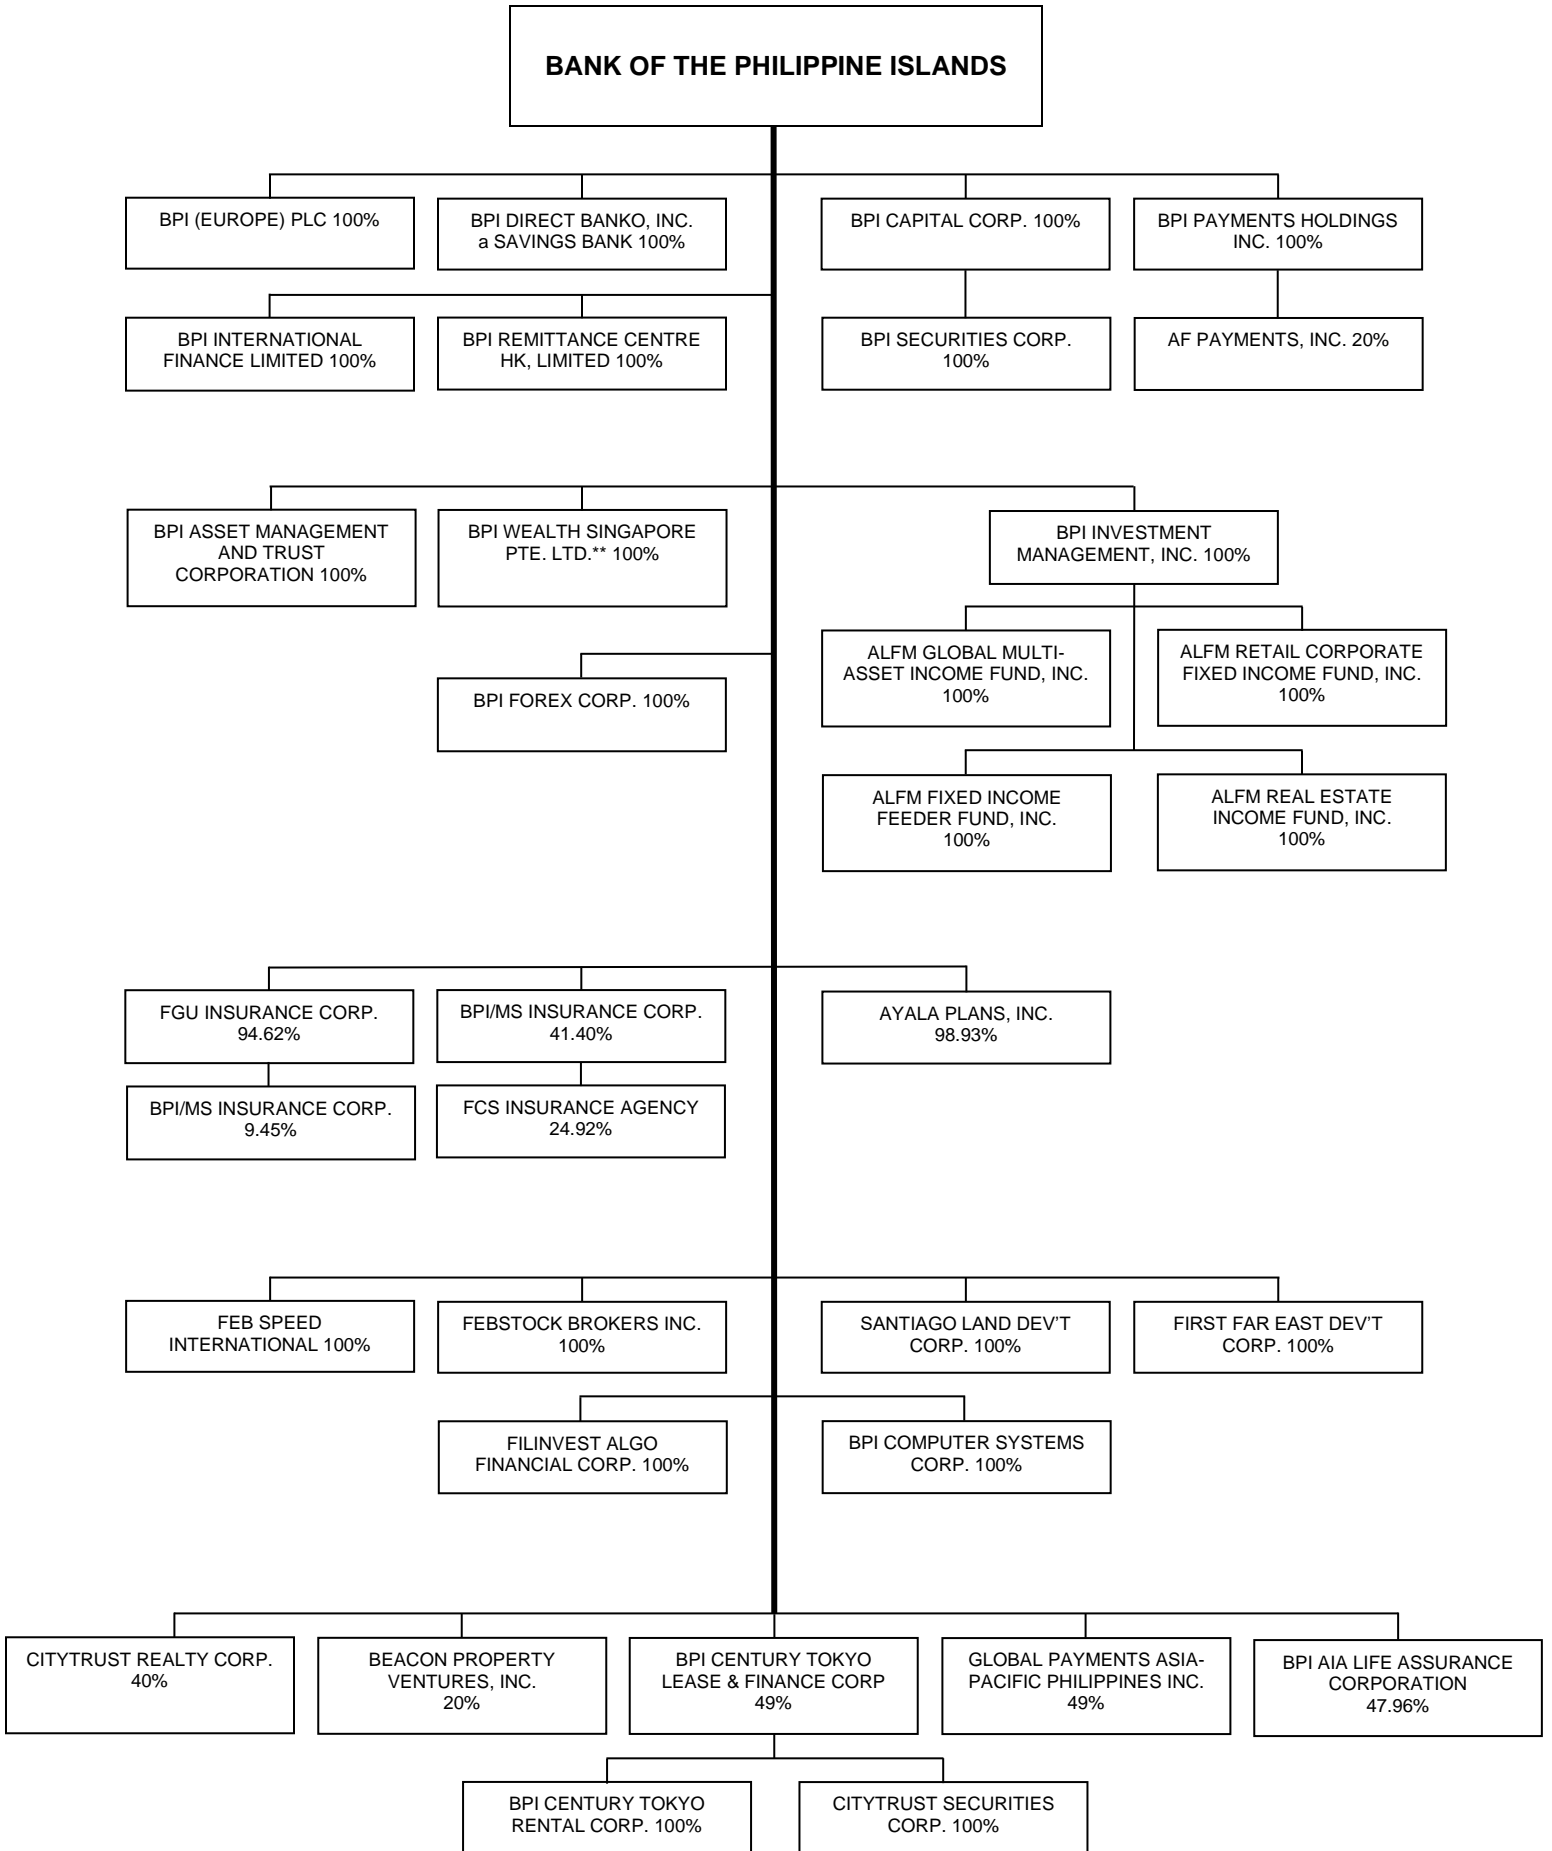 BANK OF THE PHILIPPINE ISLANDS
BPI (EUROPE) PLC 100%
BPI DIRECT BANKO, INC.
a SAVINGS BANK 100%
BPI CAPITAL CORP. 100%
BPI PAYMENTS HOLDINGS
INC. 100%
BPI INTERNATIONAL
FINANCE LIMITED 100%
BPI REMITTANCE CENTRE
HK, LIMITED 100%
BPI SECURITIES CORP.
100%
AF PAYMENTS, INC. 20%
BPI ASSET MANAGEMENT
AND TRUST
CORPORATION 100%
BPI WEALTH SINGAPORE
PTE. LTD.** 100%
BPI INVESTMENT
MANAGEMENT, INC. 100%
BPI FOREX CORP. 100%
ALFM GLOBAL MULTI-
ASSET INCOME FUND, INC.
100%
ALFM RETAIL CORPORATE
FIXED INCOME FUND, INC.
100%
ALFM FIXED INCOME
FEEDER FUND, INC.
100%
ALFM REAL ESTATE
INCOME FUND, INC.
100%
FGU INSURANCE CORP.
94.62%
BPI/MS INSURANCE CORP.
41.40%
AYALA PLANS, INC.
98.93%
BPI/MS INSURANCE CORP.
9.45%
FCS INSURANCE AGENCY
24.92%
FEB SPEED
INTERNATIONAL 100%
FEBSTOCK BROKERS INC.
100%
SANTIAGO LAND DEV’T
CORP. 100%
FIRST FAR EAST DEV’T
CORP. 100%
FILINVEST ALGO
FINANCIAL CORP. 100%
BPI COMPUTER SYSTEMS
CORP. 100%
CITYTRUST REALTY CORP.
40%
BEACON PROPERTY
VENTURES, INC.
20%
BPI CENTURY TOKYO
LEASE & FINANCE CORP
49%
GLOBAL PAYMENTS ASIA-
PACIFIC PHILIPPINES INC.
49%
BPI AIA LIFE ASSURANCE
CORPORATION
47.96%
BPI CENTURY TOKYO
RENTAL CORP. 100%
CITYTRUST SECURITIES
CORP. 100%